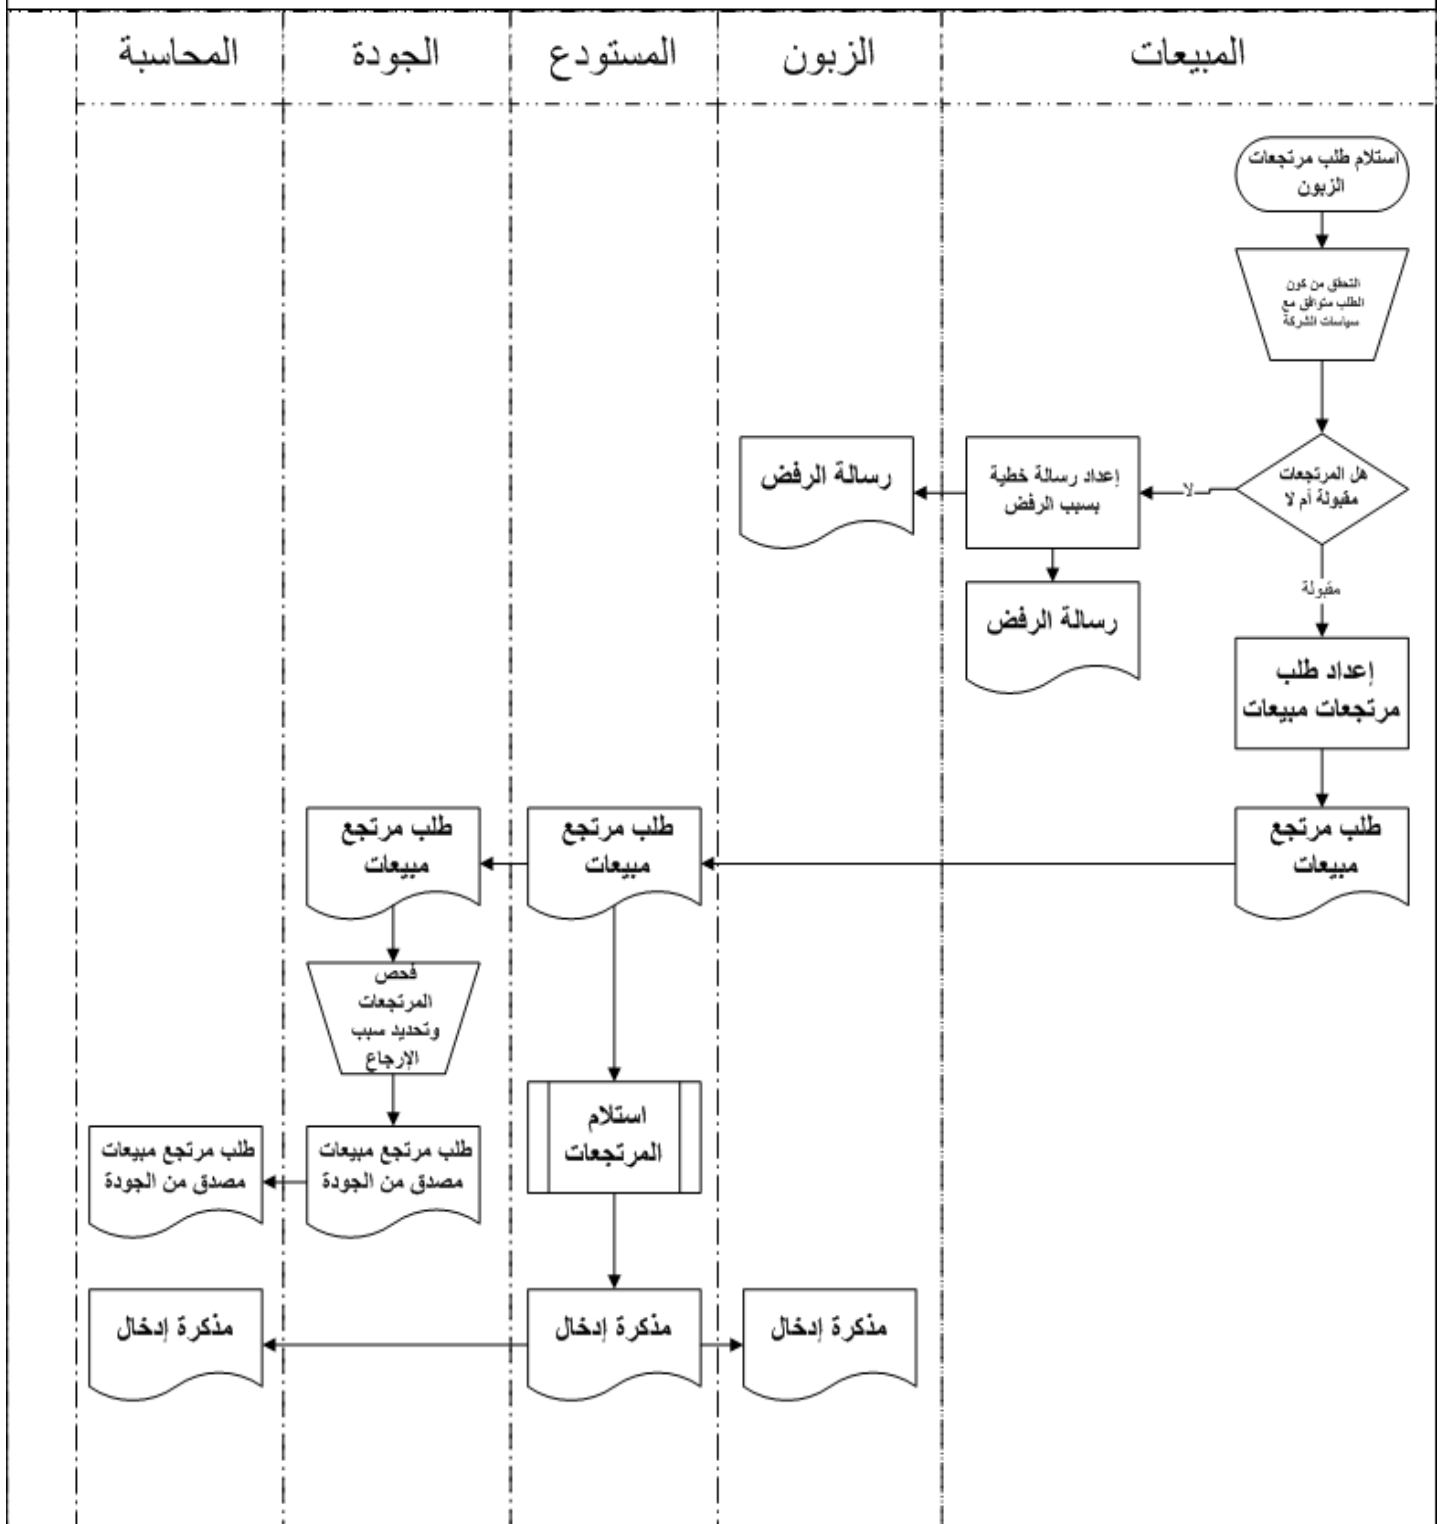 المبيعات
الزبون
المستودع
الجودة
المحاسبة
استلام طلب مرتجعات
الزبون
التحقق من كون
الطلب متوافق مع
سياسات الشركة
هل المرتجعات
مقبولة أم لا
لا
إعداد رسالة خطية
بسبب الرفض
رسالة الرفض
رسالة الرفض
مقبولة
إعداد طلب
مرتجعات مبيعات
طلب مرتجع
مبيعات
طلب مرتجع
مبيعات
طلب مرتجع
مبيعات
فحص
المرتجعات
وتحديد سبب
الإرجاع
استلام
المرتجعات
طلب مرتجع مبيعات
مصدق من الجودة
طلب مرتجع مبيعات
مصدق من الجودة
مذكرة إدخال
مذكرة إدخال
مذكرة إدخال